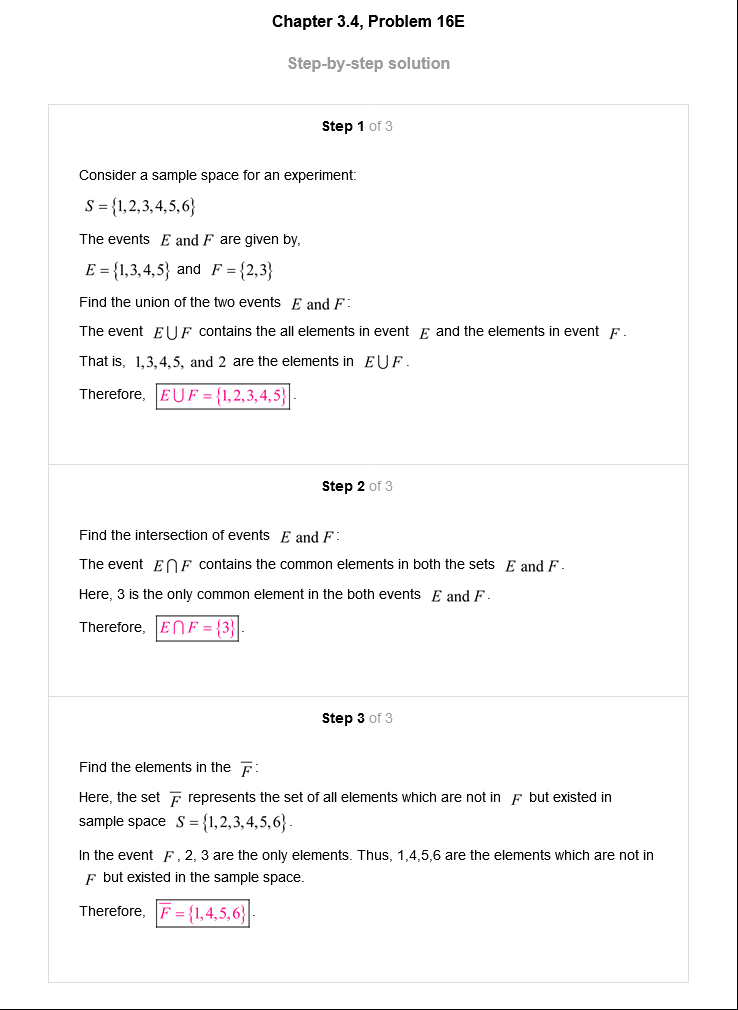 Chapter 3.4, Problem 16E
Step-by-step solution
Step 1 of 3
Consider a sample space for an experiment:
S = {1,2,3,4,5,6}
The events E and F are given by,
E = {1,3,4,5} and F = {2,3}
Find the union of the two events E and F:
The event E⋃F contains the all elements in event E and the elements in event F.
That is, 1,3,4,5, and 2 are the elements in E⋃F.
Therefore, E⋃F = {1,2,3,4,5}.
Step 2 of 3
Find the intersection of events E and F:
The event E⋂F contains the common elements in both the sets E and F.
Here, 3 is the only common element in the both events E and F.
Therefore, E⋂F = {3}.
Step 3 of 3
Find the elements in the F̅:
Here, the set F̅ represents the set of all elements which are not in F but existed in
sample space S = {1,2,3,4,5,6}.
In the event F, 2, 3 are the only elements. Thus, 1,4,5,6 are the elements which are not in
F but existed in the sample space.
Therefore, F̅ = {1,4,5,6}.